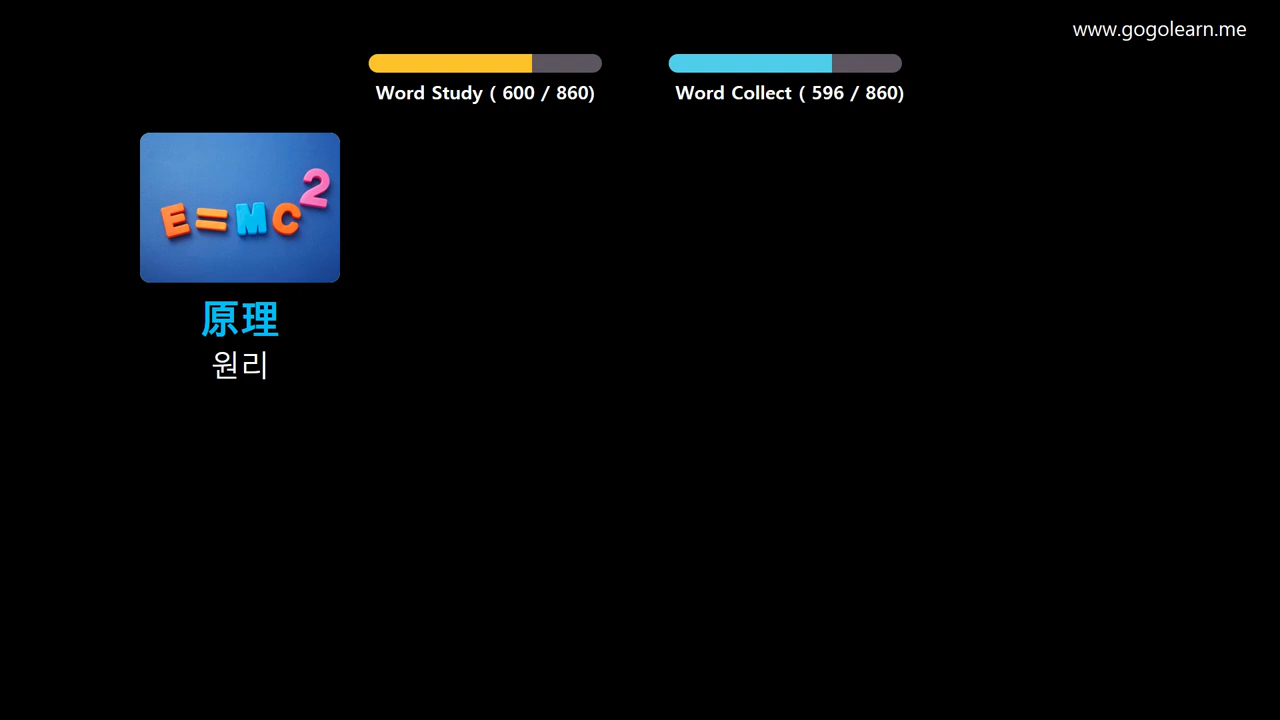 www.gogolearn.me
Word Study ( 600 / 860)
Word Collect ( 596 / 860)
E=MC²
原理
원리